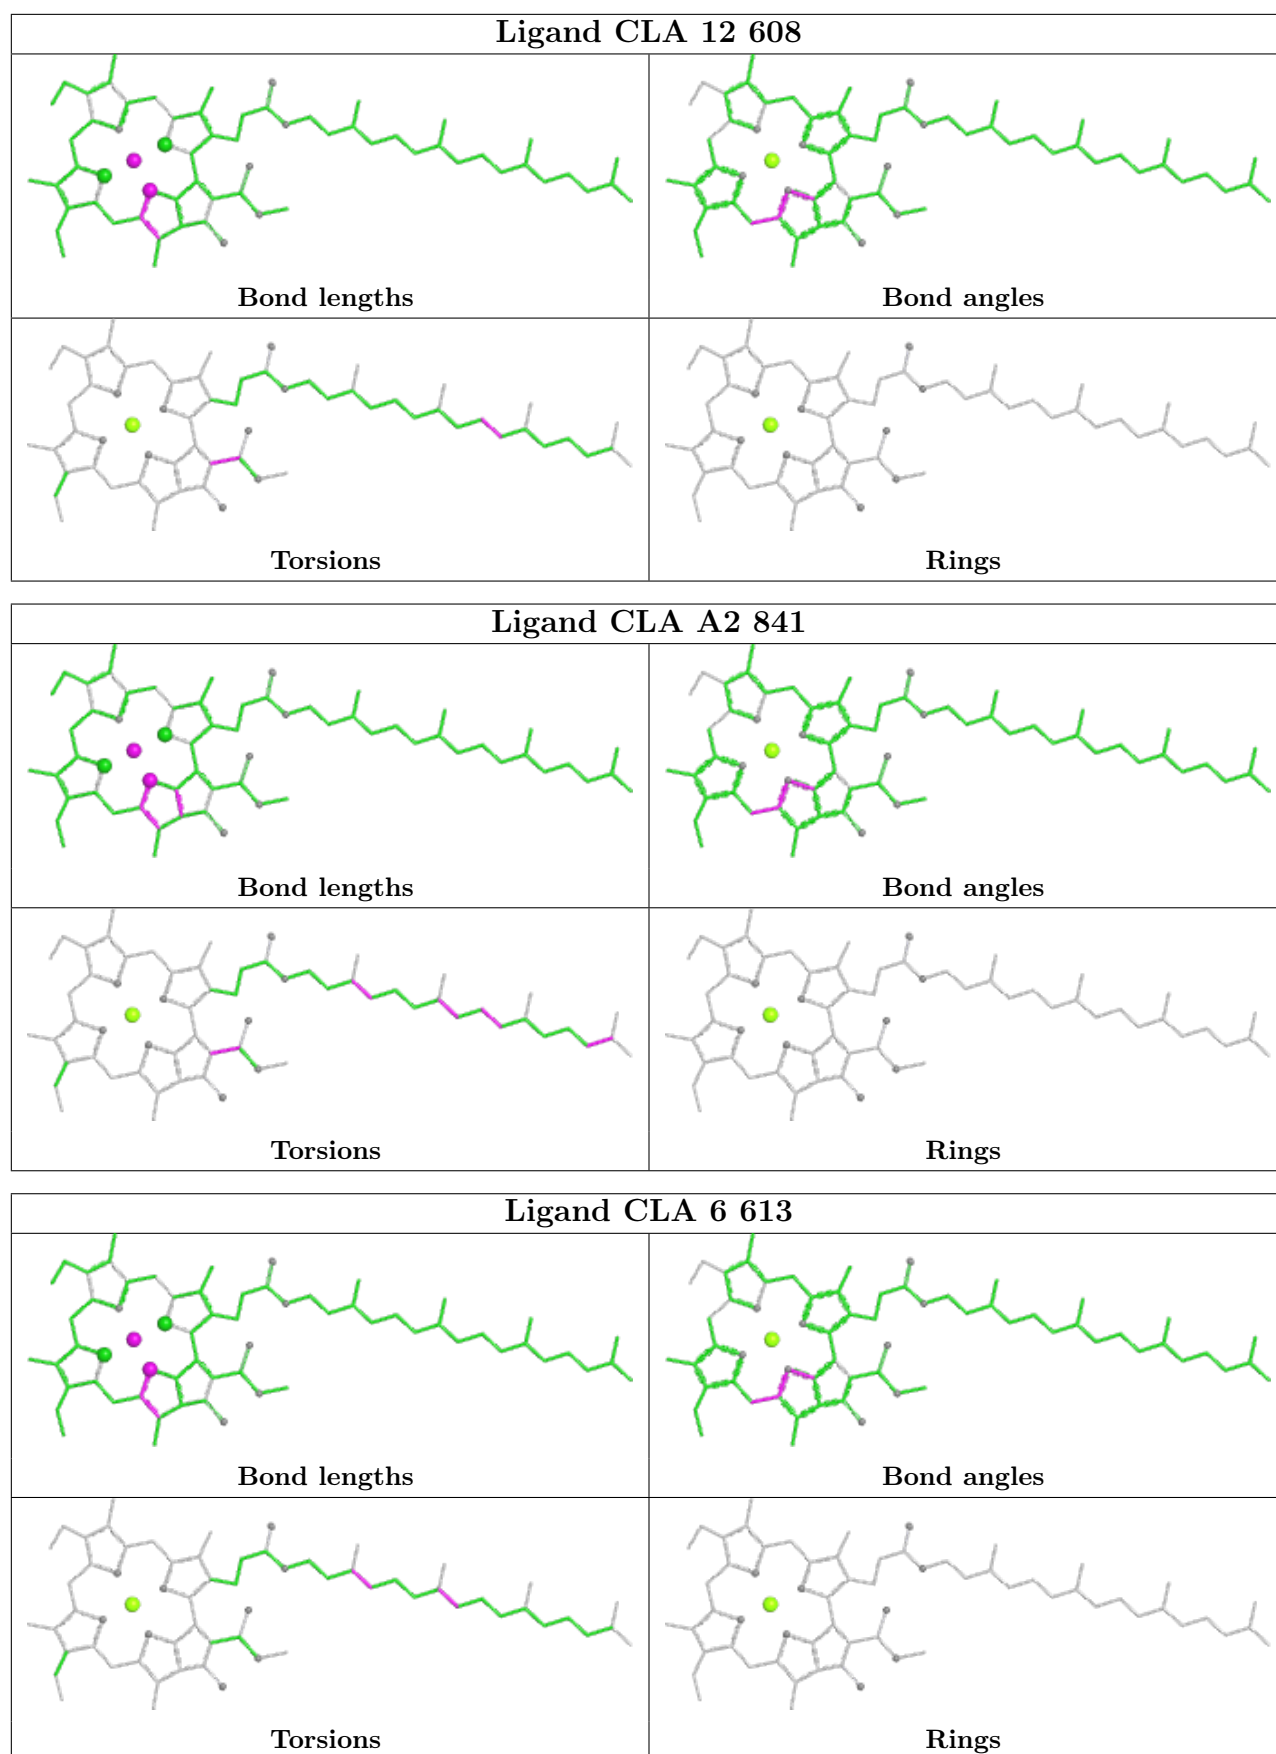 Ligand CLA 12 608
Bond lengths
Bond angles
Torsions
Rings
Ligand CLA A2 841
Bond lengths
Bond angles
Torsions
Rings
Ligand CLA 6 613
Bond lengths
Bond angles
Torsions
Rings